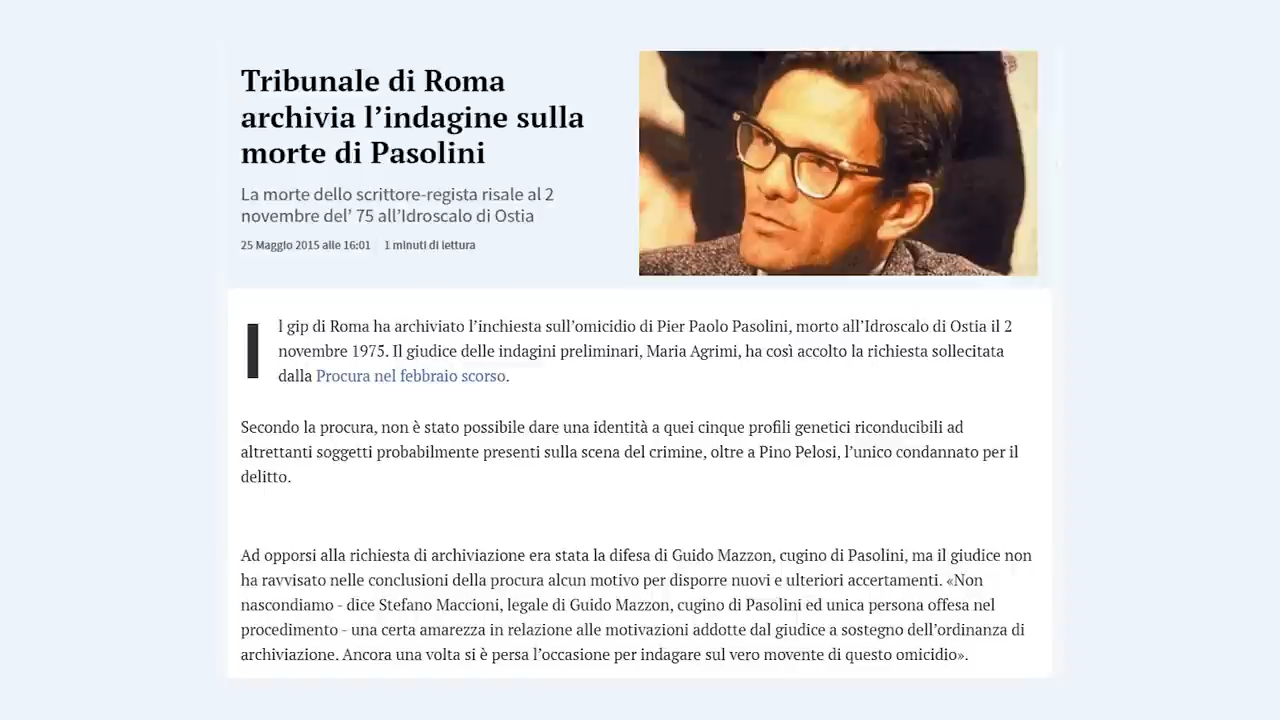 Tribunale di Roma
archivia l’indagine sulla
morte di Pasolini
La morte dello scrittore-regista risale al 2
novembre del’ 75 all’Idroscalo di Ostia
25 Maggio 2015 alle 16:01 1 minuti di lettura
Il gip di Roma ha archiviato l’inchiesta sull’omicidio di Pier Paolo Pasolini, morto all’Idroscalo di Ostia il 2
novembre 1975. Il giudice delle indagini preliminari, Maria Agrimi, ha così accolto la richiesta sollecitata
dalla Procura nel febbraio scorso.
Secondo la procura, non è stato possibile dare una identità a quei cinque profili genetici riconducibili ad
altrettanti soggetti probabilmente presenti sulla scena del crimine, oltre a Pino Pelosi, l’unico condannato per il
delitto.
Ad opporsi alla richiesta di archiviazione era stata la difesa di Guido Mazzon, cugino di Pasolini, ma il giudice non
ha ravvisato nelle conclusioni della procura alcun motivo per disporre nuovi e ulteriori accertamenti. «Non
nascondiamo - dice Stefano Maccioni, legale di Guido Mazzon, cugino di Pasolini ed unica persona offesa nel
procedimento - una certa amarezza in relazione alle motivazioni addotte dal giudice a sostegno dell’ordinanza di
archiviazione. Ancora una volta si è persa l’occasione per indagare sul vero movente di questo omicidio».